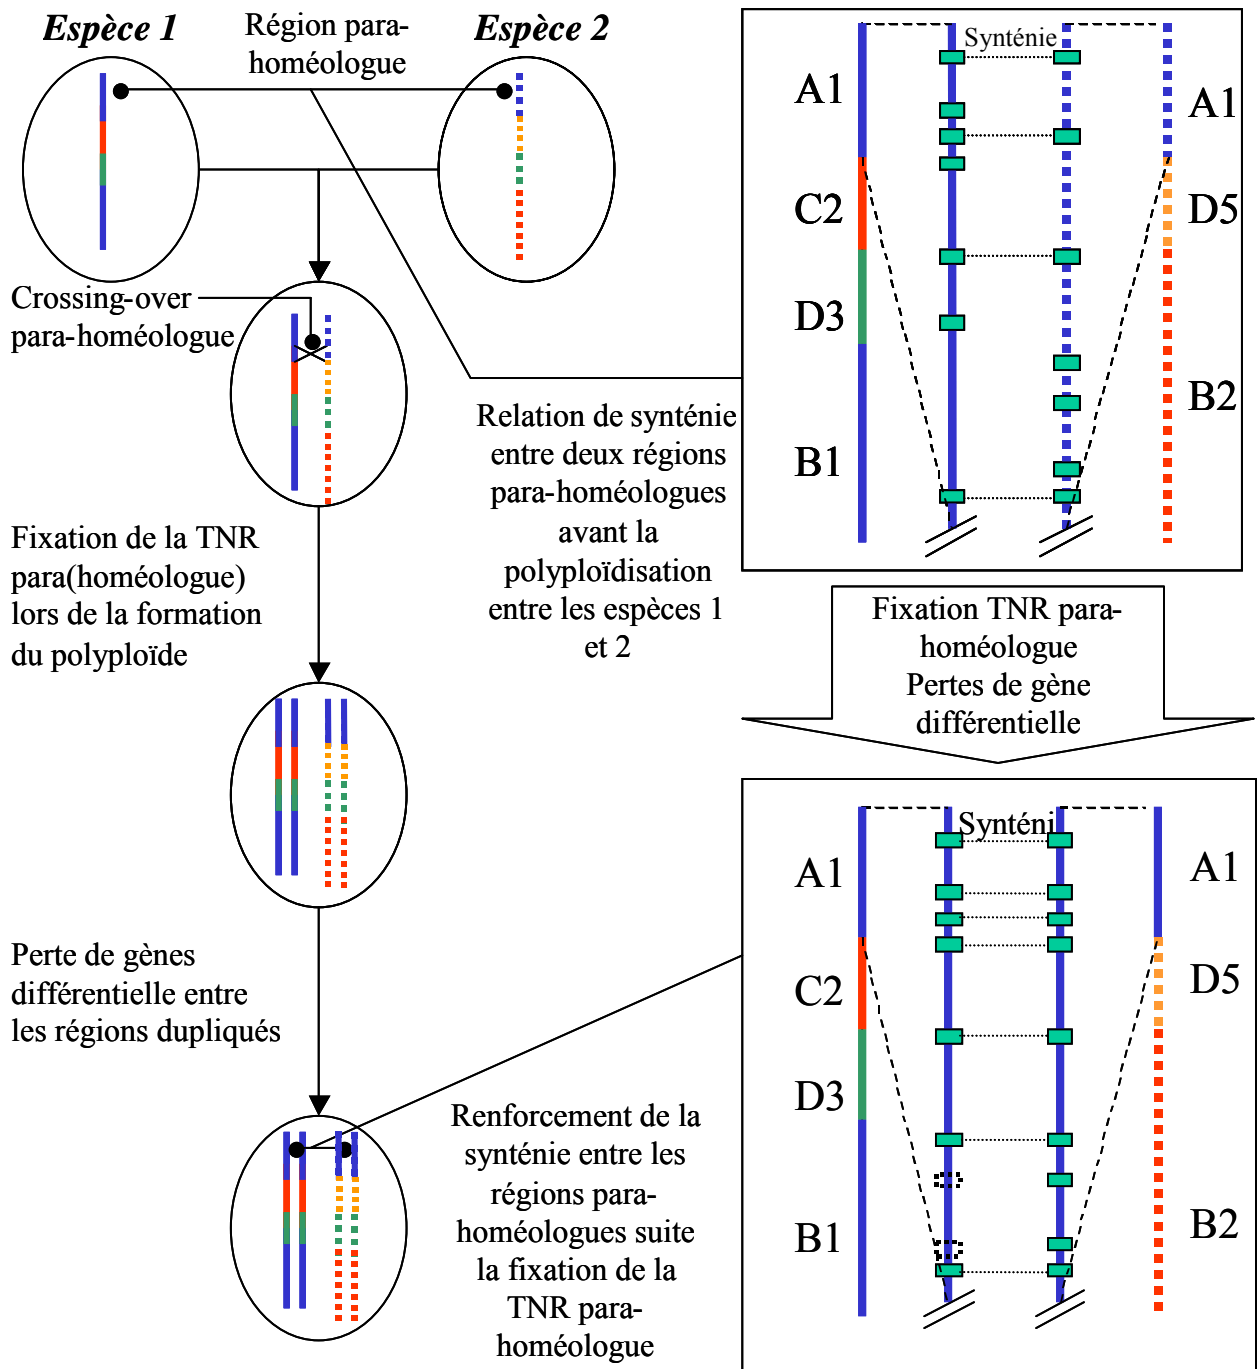 Espèce 1
Région para-
homéologue
Espèce 2
Crossing-over
para-homéologue
Fixation de la TNR
para(homéologue)
lors de la formation
du polyploïde
Relation de synténie
entre deux régions
para-homéologues
avant la
polyploïdisation
entre les espèces 1
et 2
Synténie
A1
C2
D3
B1
A1
D5
B2
Fixation TNR para-
homéologue
Pertes de gène
différentielle
Perte de gènes
différentielle entre
les régions dupliqués
Renforcement de la
synténie entre les
régions para-
homéologues suite
la fixation de la
TNR para-
homéologue
Synténi
A1
C2
D3
B1
A1
D5
B2